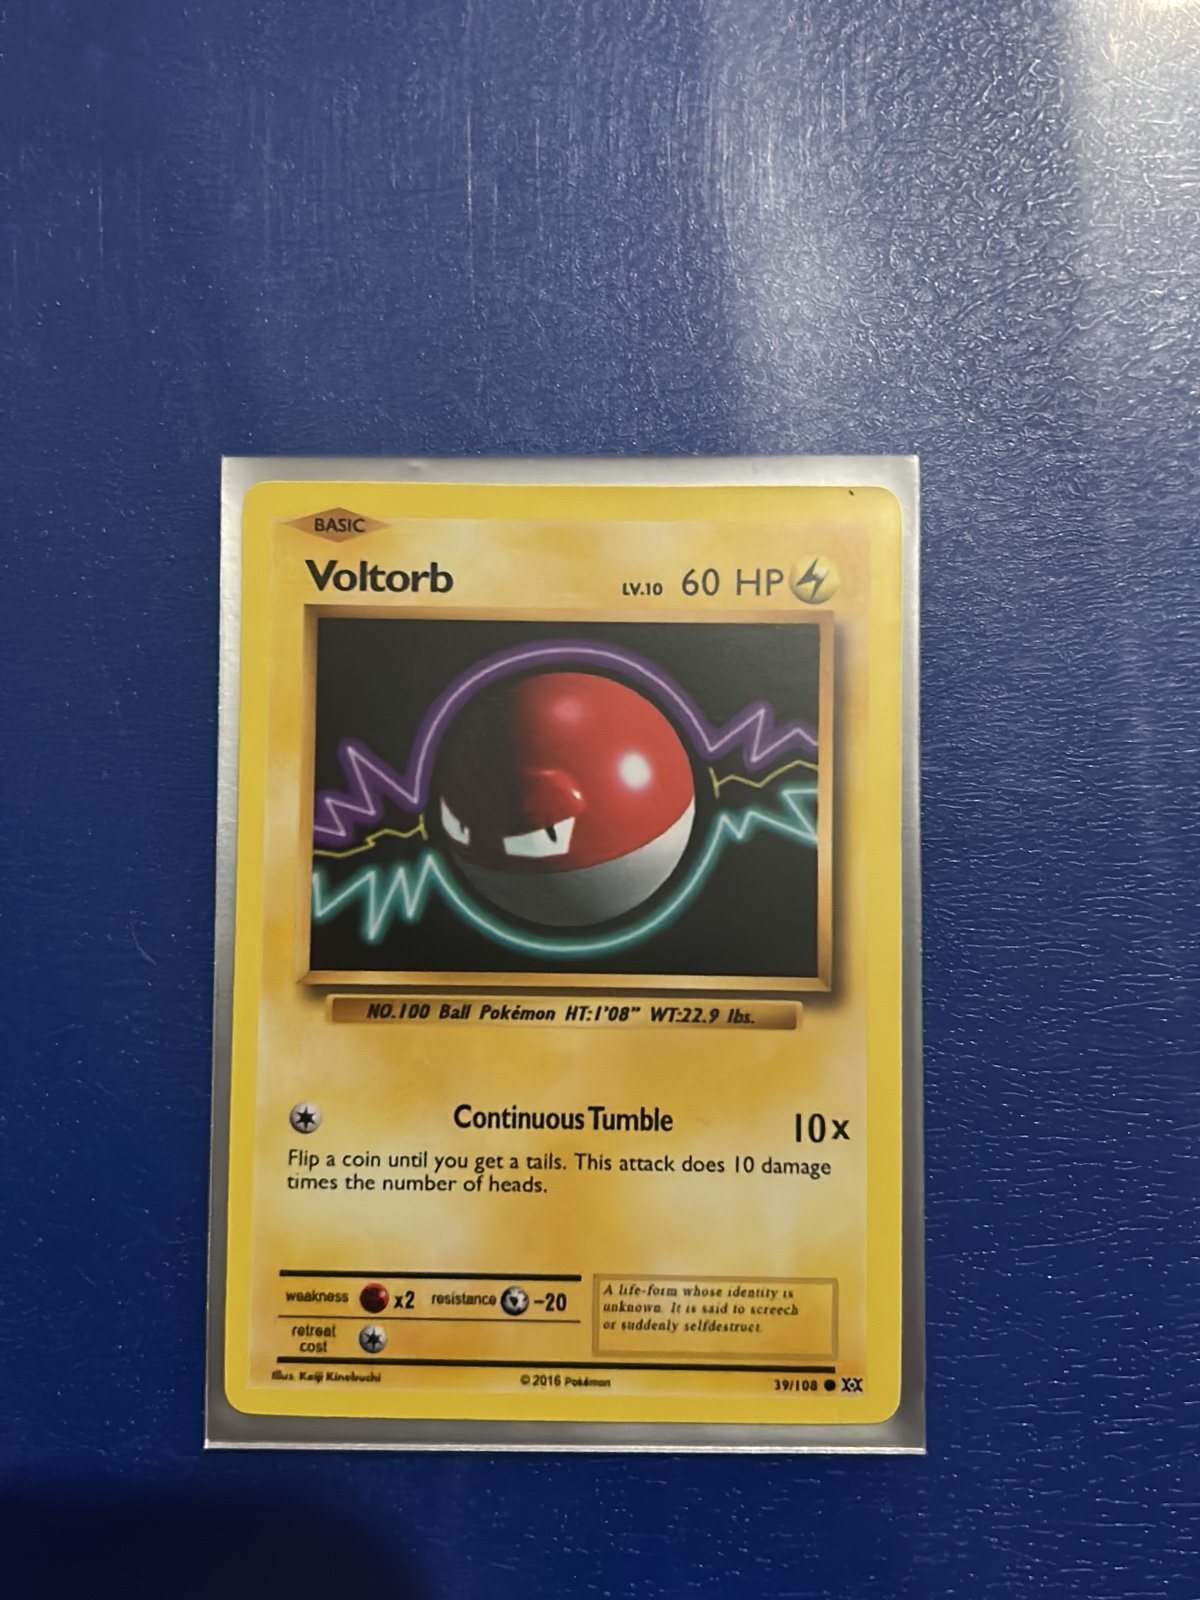 BASIC
Voltorb LV.10 60 HP
NO.100 Ball Pokémon HT:1'08" WT:22.9 lbs.
Continuous Tumble 10x
Flip a coin until you get a tails. This attack does 10 damage
times the number of heads.
weakness x2 resistance -20
retreat
cost
A life-form whose identity is
unknown. It is said to screech
or suddenly selfdestruct.
Illus. Keiji Kinebuchi © 2016 Pokémon 39/108